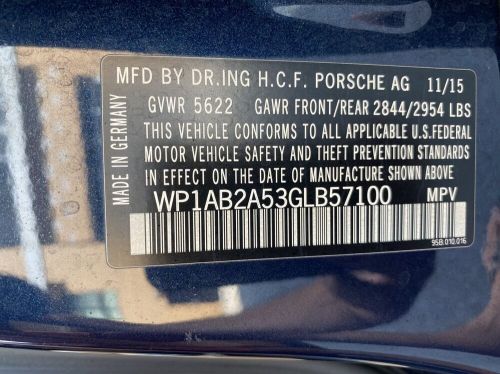 MFD BY DR.ING H.C.F. PORSCHE AG 11/15
GVWR 5622 GAWR FRONT/REAR 2844/2954 LBS
THIS VEHICLE CONFORMS TO ALL APPLICABLE U.S.FEDERAL
MOTOR VEHICLE SAFETY AND THEFT PREVENTION STANDARDS
IN EFFECT ON THE DATE OF MANUFACTURE SHOWN ABOVE
WP1AB2A53GLB57100 MPV
95B.010.016
MADE IN GERMANY